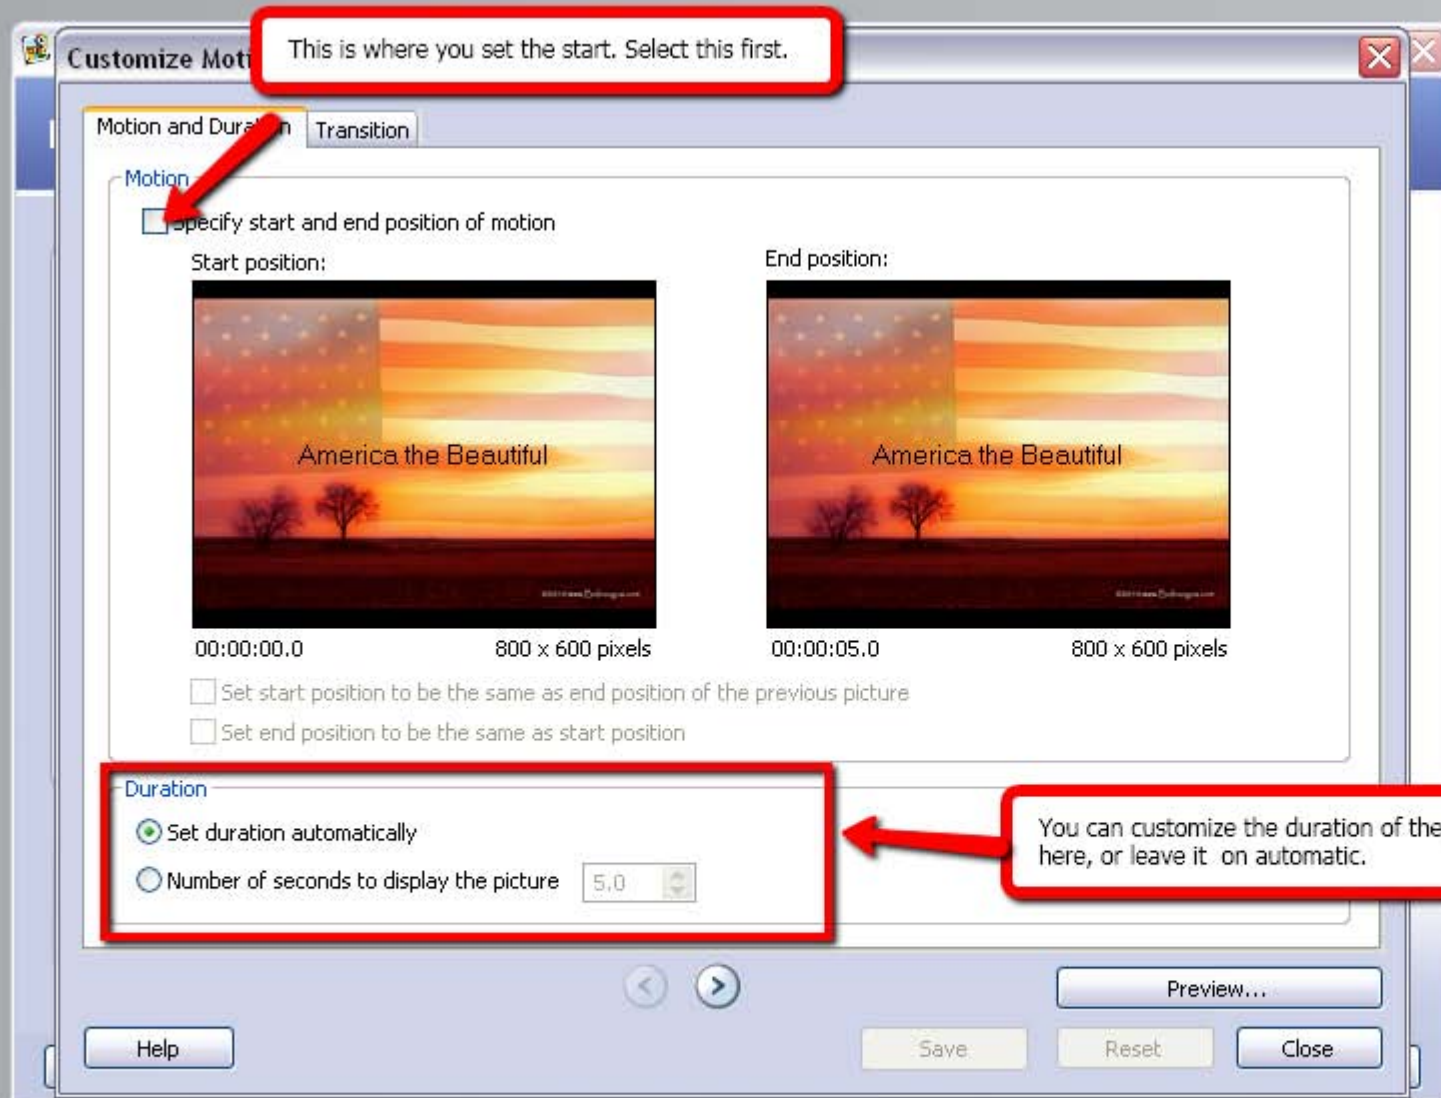 This is where you set the start. Select this first.
Customize Moti
Motion and Dura n
Transition
Motion
Specify start and end position of motion
Start position:
End position:
America the Beautiful
America the Beautiful
00:00:00.0
800 x 600 pixels
00:00:05.0
800 x 600 pixels
Set start position to be the same as end position of the previous picture
Set end position to be the same as start position
Duration
Set duration automatically
Number of seconds to display the picture
5.0
You can customize the duration of the
here, or leave it on automatic.
Preview...
Help
Save
Reset
Close